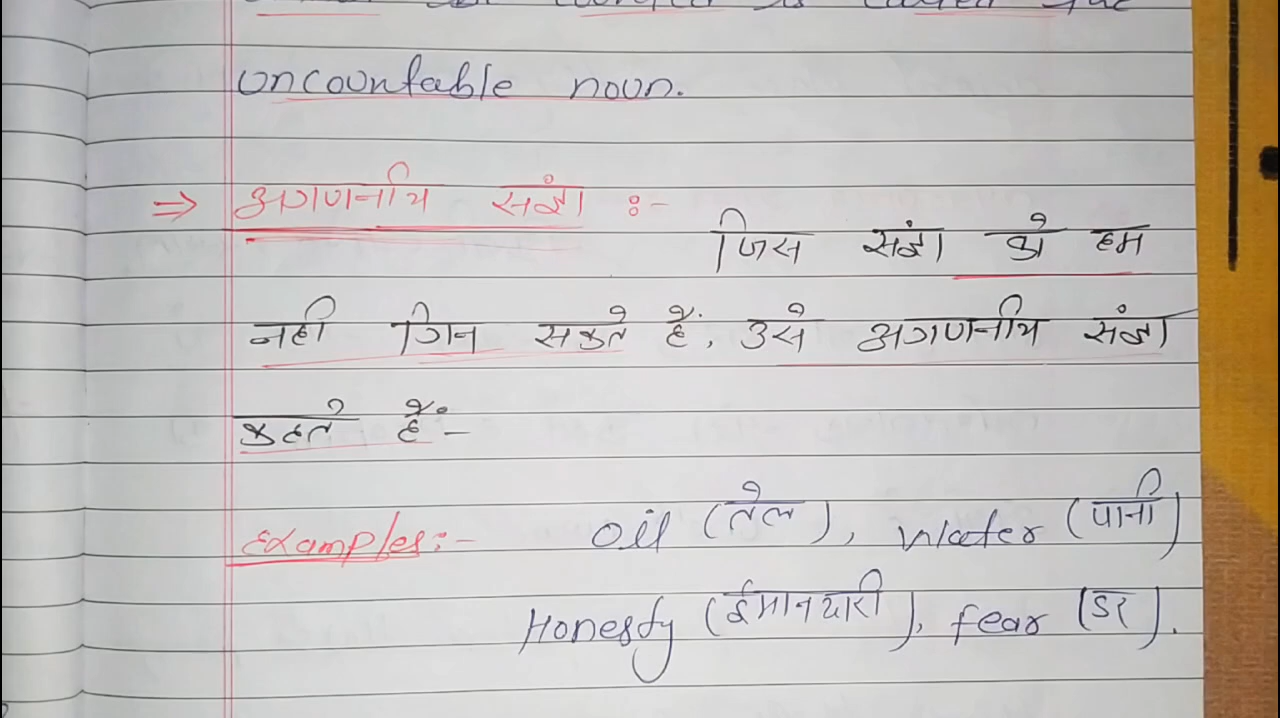 uncountable noun.
⇒ अगणनीय संज्ञा :-
जिस संज्ञा को हम
नही गिन सकते हैं, उसे अगणनीय संज्ञा
कहते हैं-
Examples:- Oil (तेल), Water (पानी)
Honesty (ईमानदारी), fear (डर).